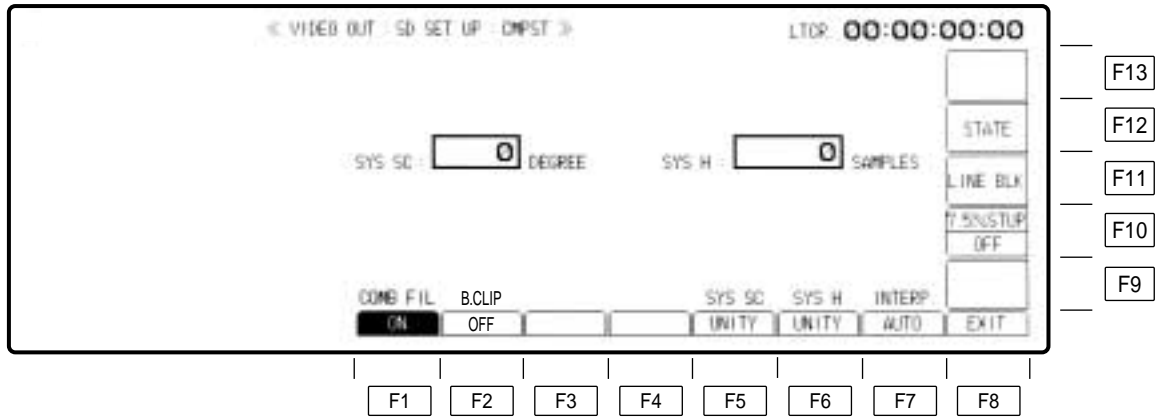 ≪ VIDEO OUT : SD SET UP : CMPST ≫ LTCR 00:00:00:00
F13
STATE F12
SYS SC : 0 DEGREE SYS H : 0 SAMPLES
LINE BLK F11
7.5%STUP
OFF F10
F9
COMB FIL B.CLIP SYS SC SYS H INTERP
ON OFF UNITY UNITY AUTO EXIT
F1 F2 F3 F4 F5 F6 F7 F8